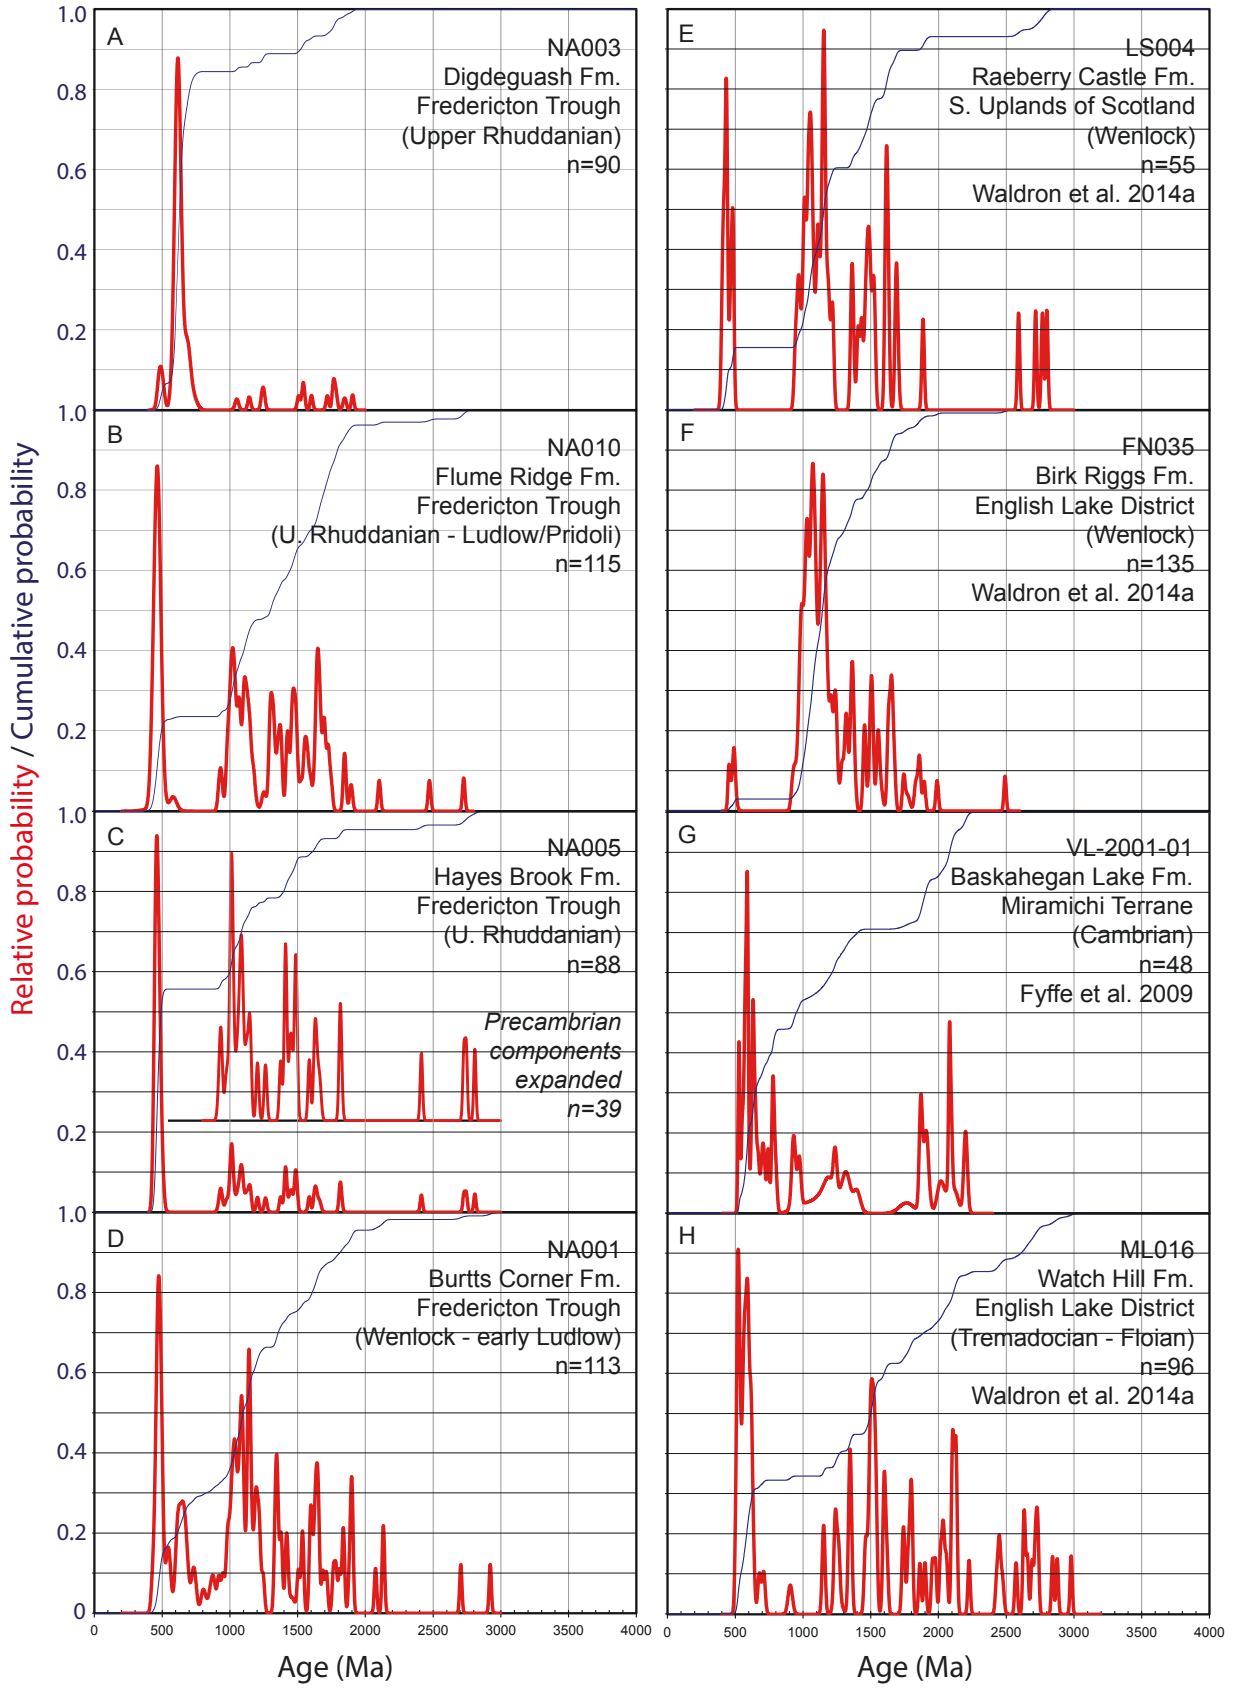 Relative probability / Cumulative probability
1.0
0.8
0.6
0.4
0.2
1.0
0.8
0.6
0.4
0.2
1.0
0.8
0.6
0.4
0.2
1.0
0.8
0.6
0.4
0.2
0
A
NA003
Digdeguash Fm.
Fredericton Trough
(Upper Rhuddanian)
n=90
B
NA010
Flume Ridge Fm.
Fredericton Trough
(U. Rhuddanian - Ludlow/Pridoli)
n=115
C
NA005
Hayes Brook Fm.
Fredericton Trough
(U. Rhuddanian)
n=88
Precambrian
components
expanded
n=39
D
NA001
Burtts Corner Fm.
Fredericton Trough
(Wenlock - early Ludlow)
n=113
0 500 1000 1500 2000 2500 3000 3500 4000
Age (Ma)
E
LS004
Raeberry Castle Fm.
S. Uplands of Scotland
(Wenlock)
n=55
Waldron et al. 2014a
F
FN035
Birk Riggs Fm.
English Lake District
(Wenlock)
n=135
Waldron et al. 2014a
G
VL-2001-01
Baskahegan Lake Fm.
Miramichi Terrane
(Cambrian)
n=48
Fyffe et al. 2009
H
ML016
Watch Hill Fm.
English Lake District
(Tremadocian - Floian)
n=96
Waldron et al. 2014a
0 500 1000 1500 2000 2500 3000 3500 4000
Age (Ma)